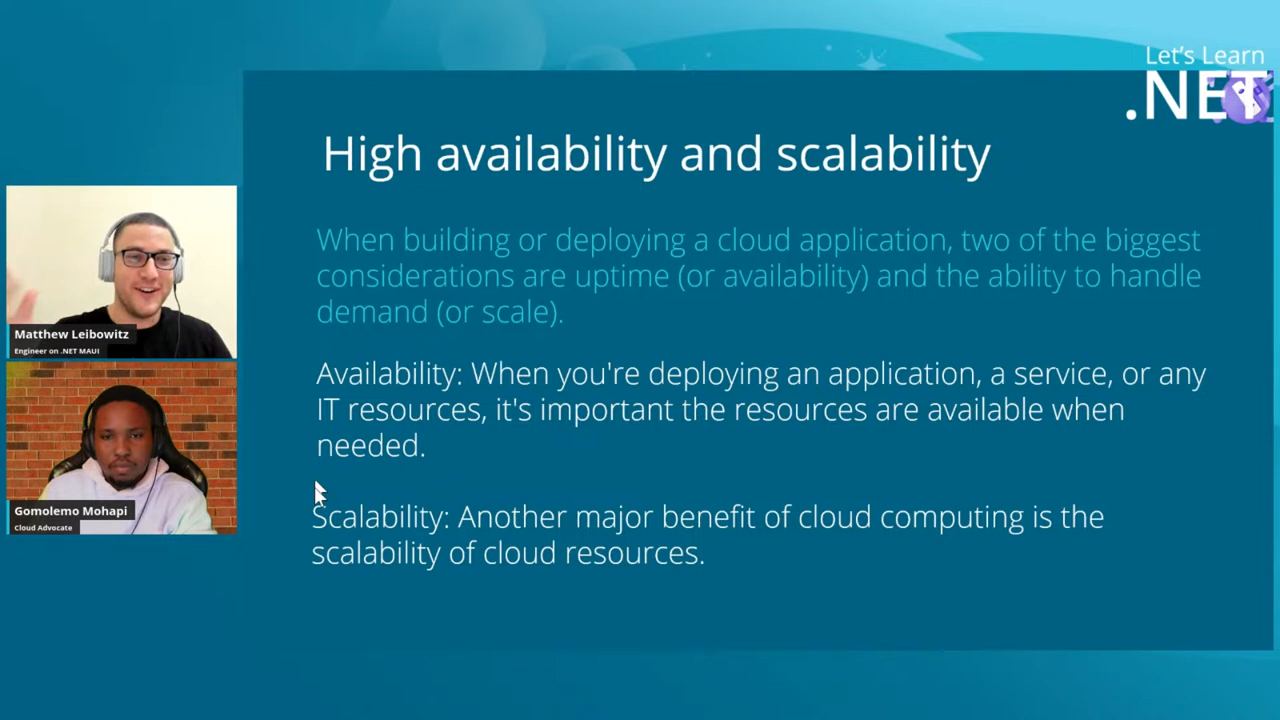 Let's Learn
.NET
High availability and scalability
When building or deploying a cloud application, two of the biggest
considerations are uptime (or availability) and the ability to handle
demand (or scale).
Availability: When you're deploying an application, a service, or any
IT resources, it's important the resources are available when
needed.
Scalability: Another major benefit of cloud computing is the
scalability of cloud resources.
Matthew Leibowitz
Engineer on .NET MAUI
Gomolemo Mohapi
Cloud Advocate